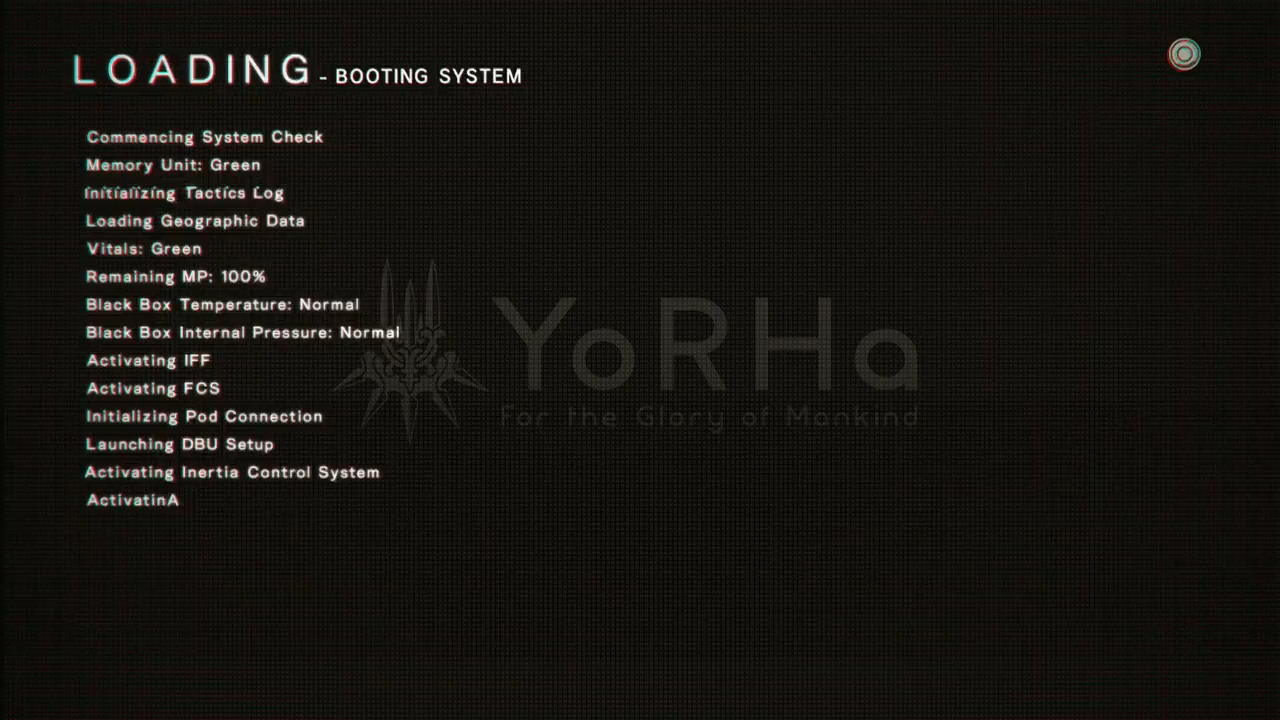 LOADING - BOOTING SYSTEM
Commencing System Check
Memory Unit: Green
Initializing Tactics Log
Loading Geographic Data
Vitals: Green
Remaining MP: 100%
Black Box Temperature: Normal
Black Box Internal Pressure: Normal
Activating IFF
Activating FCS
Initializing Pod Connection
Launching DBU Setup
Activating Inertia Control System
ActivatinA
YoRHa
For the Glory of Mankind